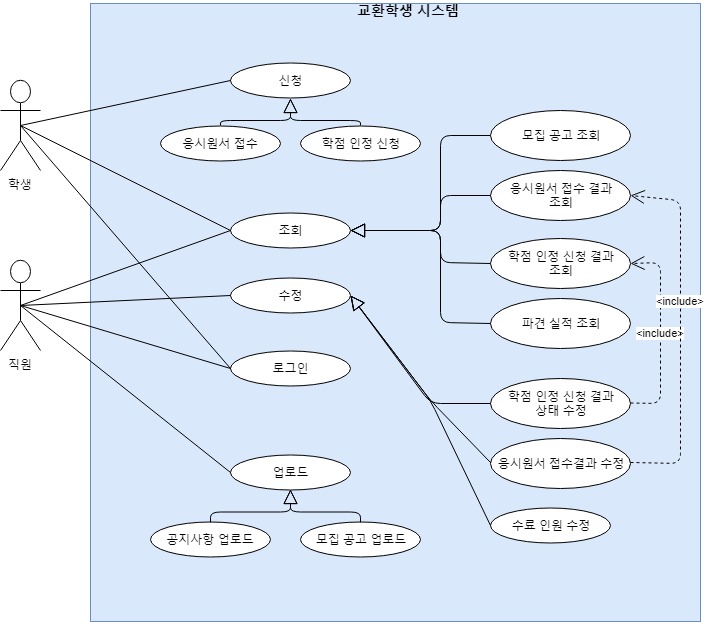 교환학생 시스템
신청
응시원서 접수
학점 인정 신청
학생
조회
수정
직원
로그인
업로드
공지사항 업로드
모집 공고 업로드
모집 공고 조회
응시원서 접수 결과
조회
학점 인정 신청 결과
조회
파견 실적 조회
<include>
<include>
학점 인정 신청 결과
상태 수정
응시원서 접수결과 수정
수료 인원 수정